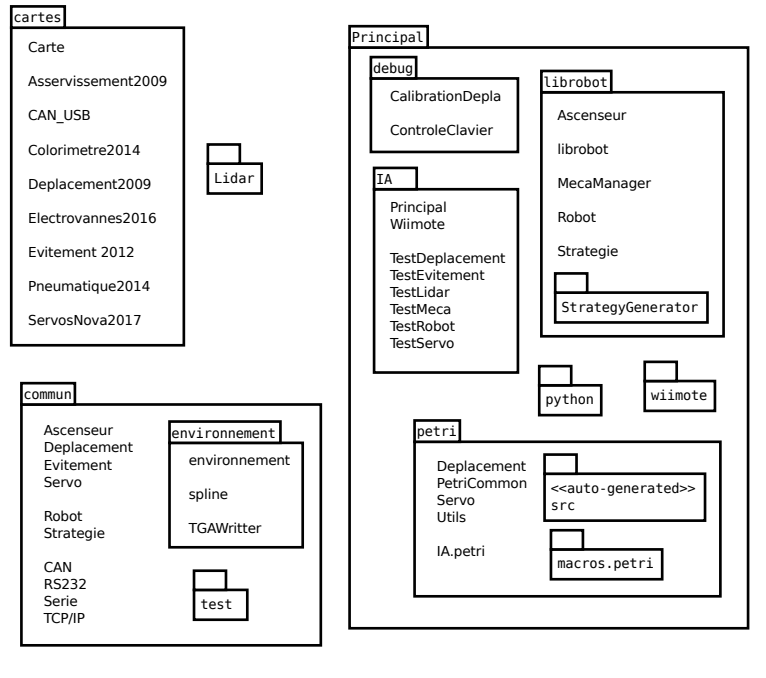 cartes
Carte
Asservissement2009
CAN_USB
Colorimetre2014
Deplacement2009
Electrovannes2016
Evitement 2012
Pneumatique2014
ServosNova2017
Lidar
Principal
debug
CalibrationDepla
ControleClavier
IA
Principal
Wiimote
TestDeplacement
TestEvitement
TestLidar
TestMeca
TestRobot
TestServo
librobot
Ascenseur
librobot
MecaManager
Robot
Strategie
StrategyGenerator
python
wiimote
petri
Deplacement
PetriCommon
Servo
Utils
IA.petri
<<auto-generated>>
src
macros.petri
commun
Ascenseur
Deplacement
Evitement
Servo
Robot
Strategie
CAN
RS232
Serie
TCP/IP
environnement
environnement
spline
TGAWritter
test